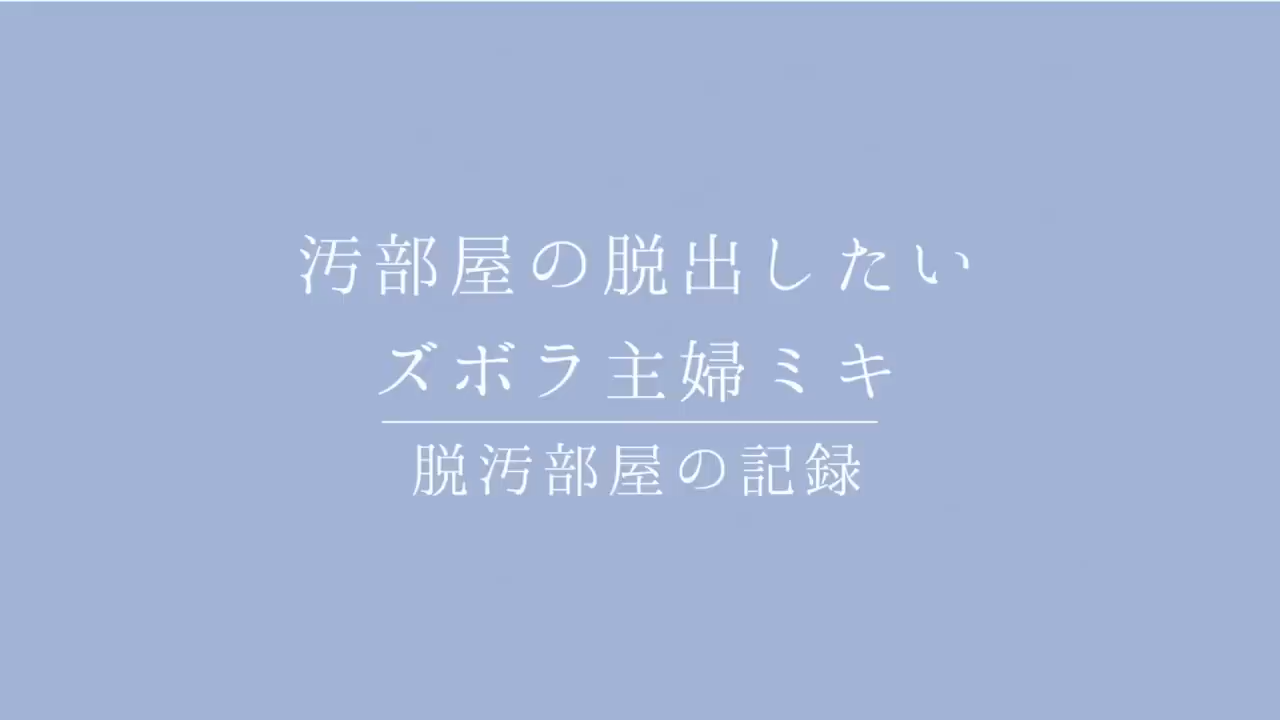 汚部屋の脱出したい
ズボラ主婦ミキ
脱汚部屋の記録